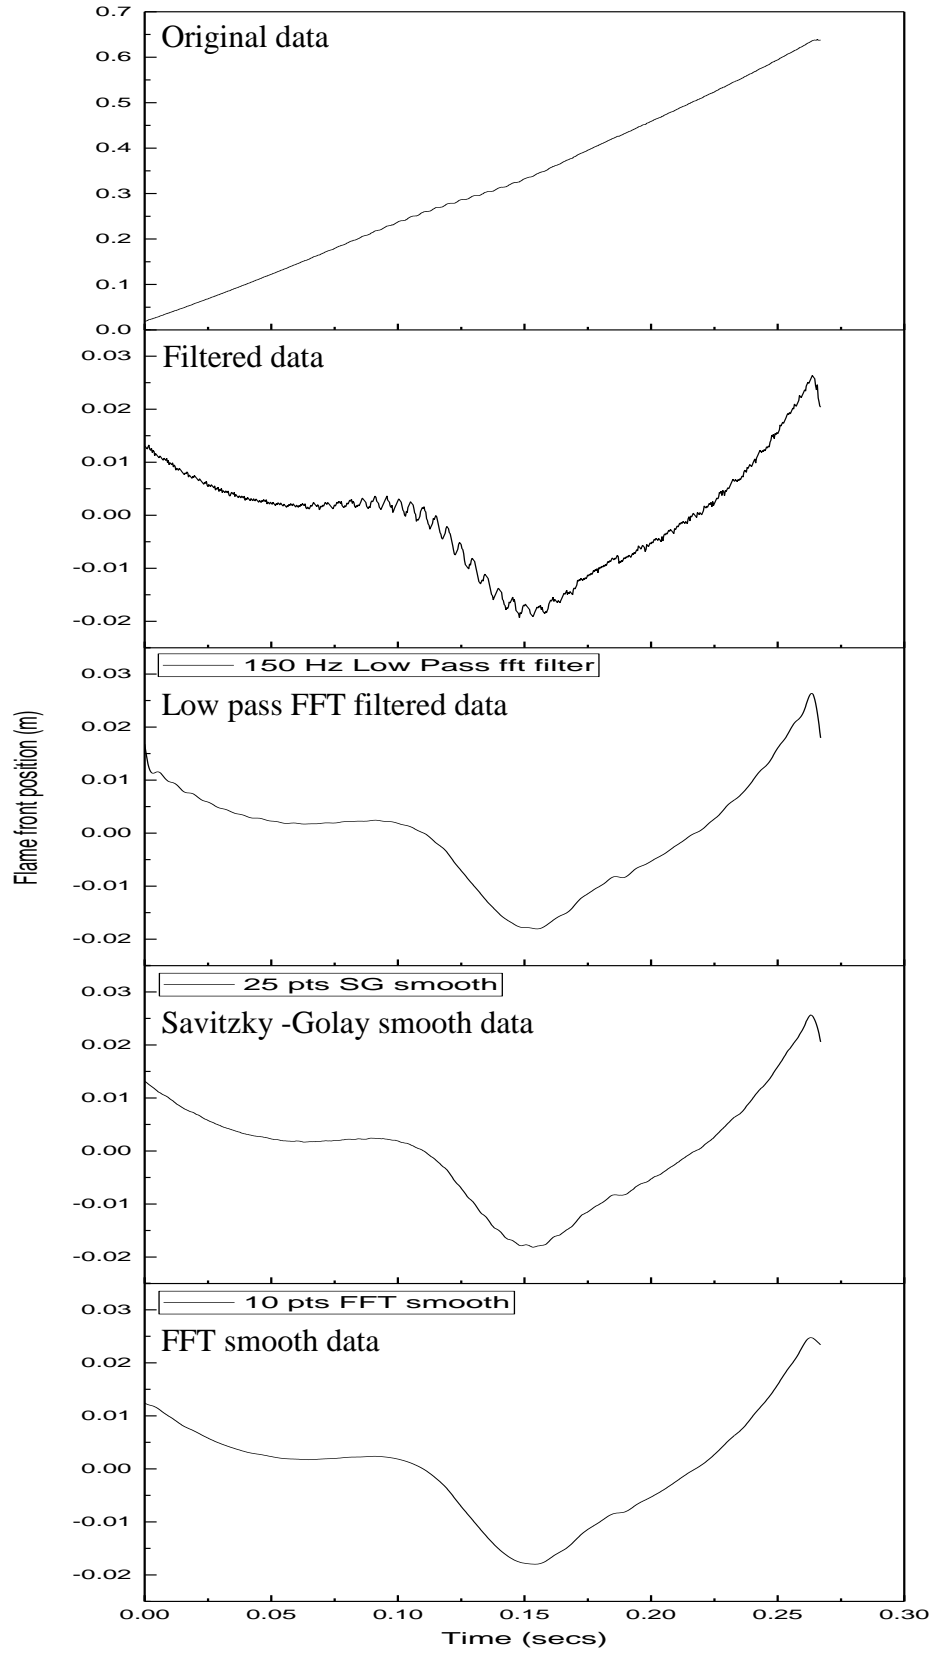 0.7
Original data
0.6
0.5
0.4
0.3
0.2
0.1
0.0
0.03
Filtered data
0.02
0.01
0.00
-0.01
-0.02
150 Hz Low Pass fft filter
0.03
Low pass FFT filtered data
0.02
0.01
0.00
-0.01
-0.02
Flame front position (m)
25 pts SG smooth
0.03
Savitzky -Golay smooth data
0.02
0.01
0.00
-0.01
-0.02
10 pts FFT smooth
0.03
FFT smooth data
0.02
0.01
0.00
-0.01
-0.02
0.00 0.05 0.10 0.15 0.20 0.25 0.30
Time (secs)